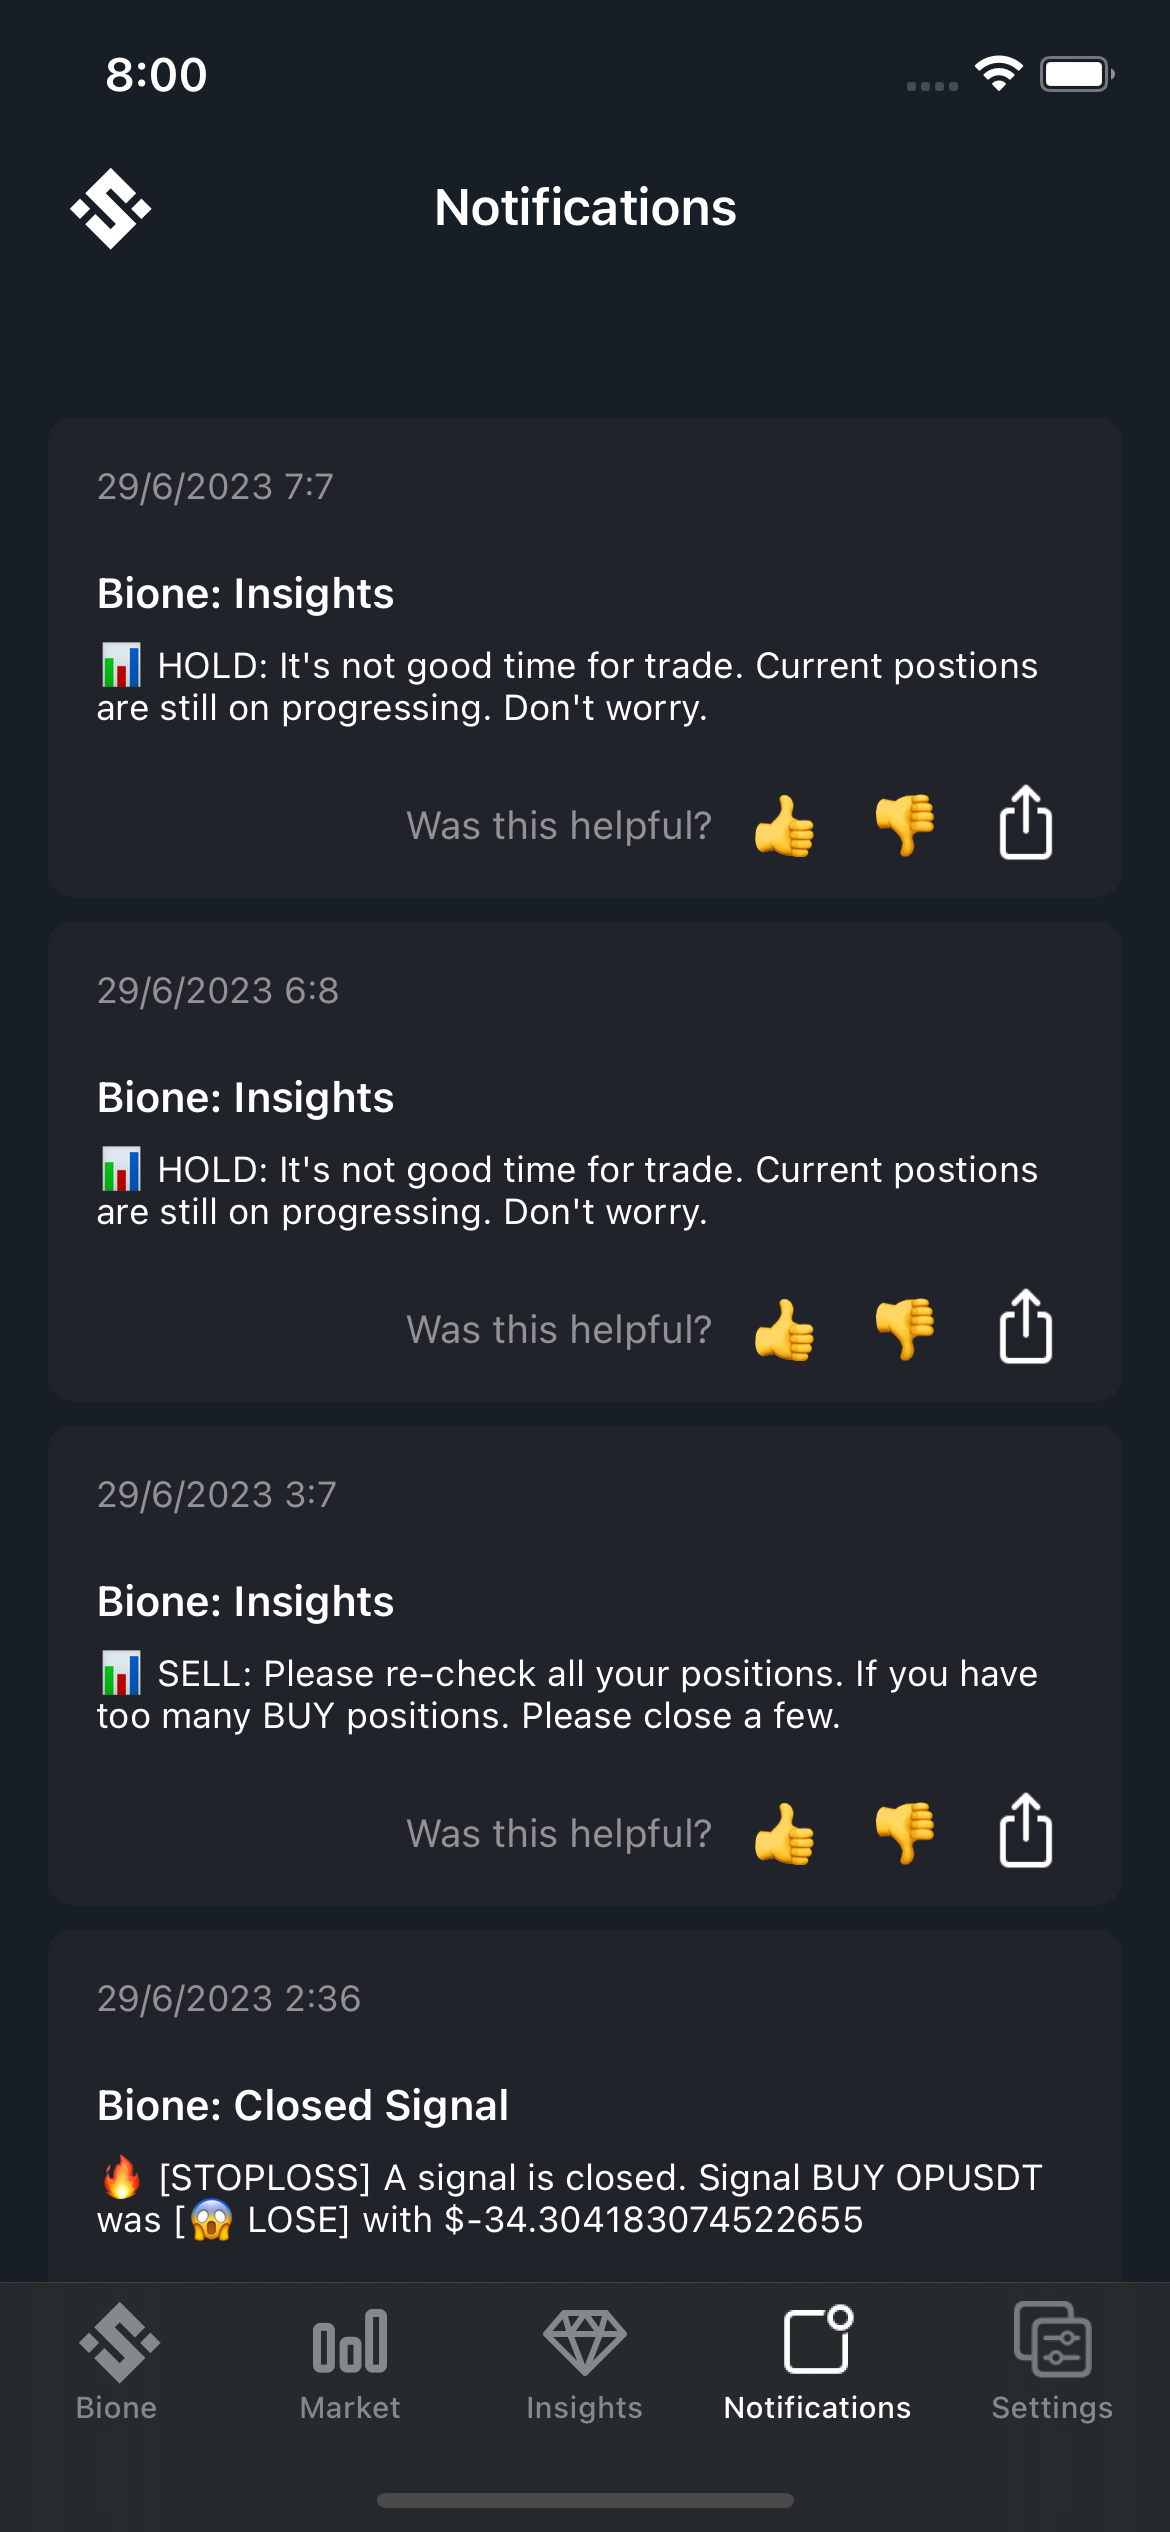 8:00
Notifications
29/6/2023 7:7
Bione: Insights
📊 HOLD: It's not good time for trade. Current postions
are still on progressing. Don't worry.
Was this helpful? 👍 👎
29/6/2023 6:8
Bione: Insights
📊 HOLD: It's not good time for trade. Current postions
are still on progressing. Don't worry.
Was this helpful? 👍 👎
29/6/2023 3:7
Bione: Insights
📊 SELL: Please re-check all your positions. If you have
too many BUY positions. Please close a few.
Was this helpful? 👍 👎
29/6/2023 2:36
Bione: Closed Signal
🔥 [STOPLOSS] A signal is closed. Signal BUY OPUSDT
was [😱 LOSE] with $-34.304183074522655
Bione Market Insights Notifications Settings